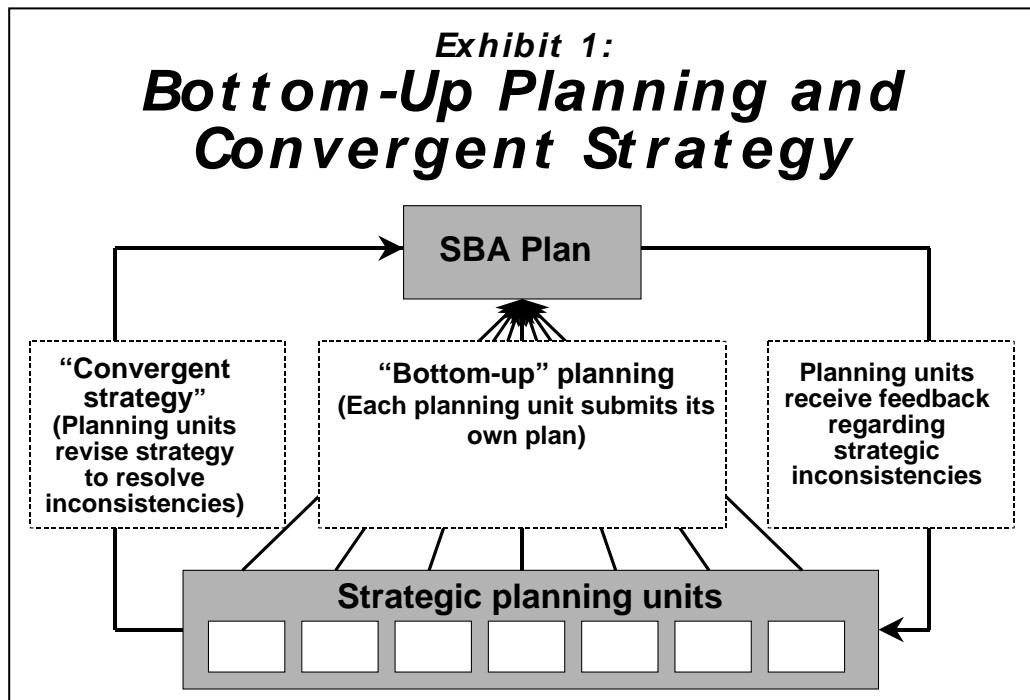 Exhibit 1:
Bottom-Up Planning and
Convergent Strategy
SBA Plan
“Convergent
strategy”
(Planning units
revise strategy
to resolve
inconsistencies)
“Bottom-up” planning
(Each planning unit submits its
own plan)
Planning units
receive feedback
regarding
strategic
inconsistencies
Strategic planning units